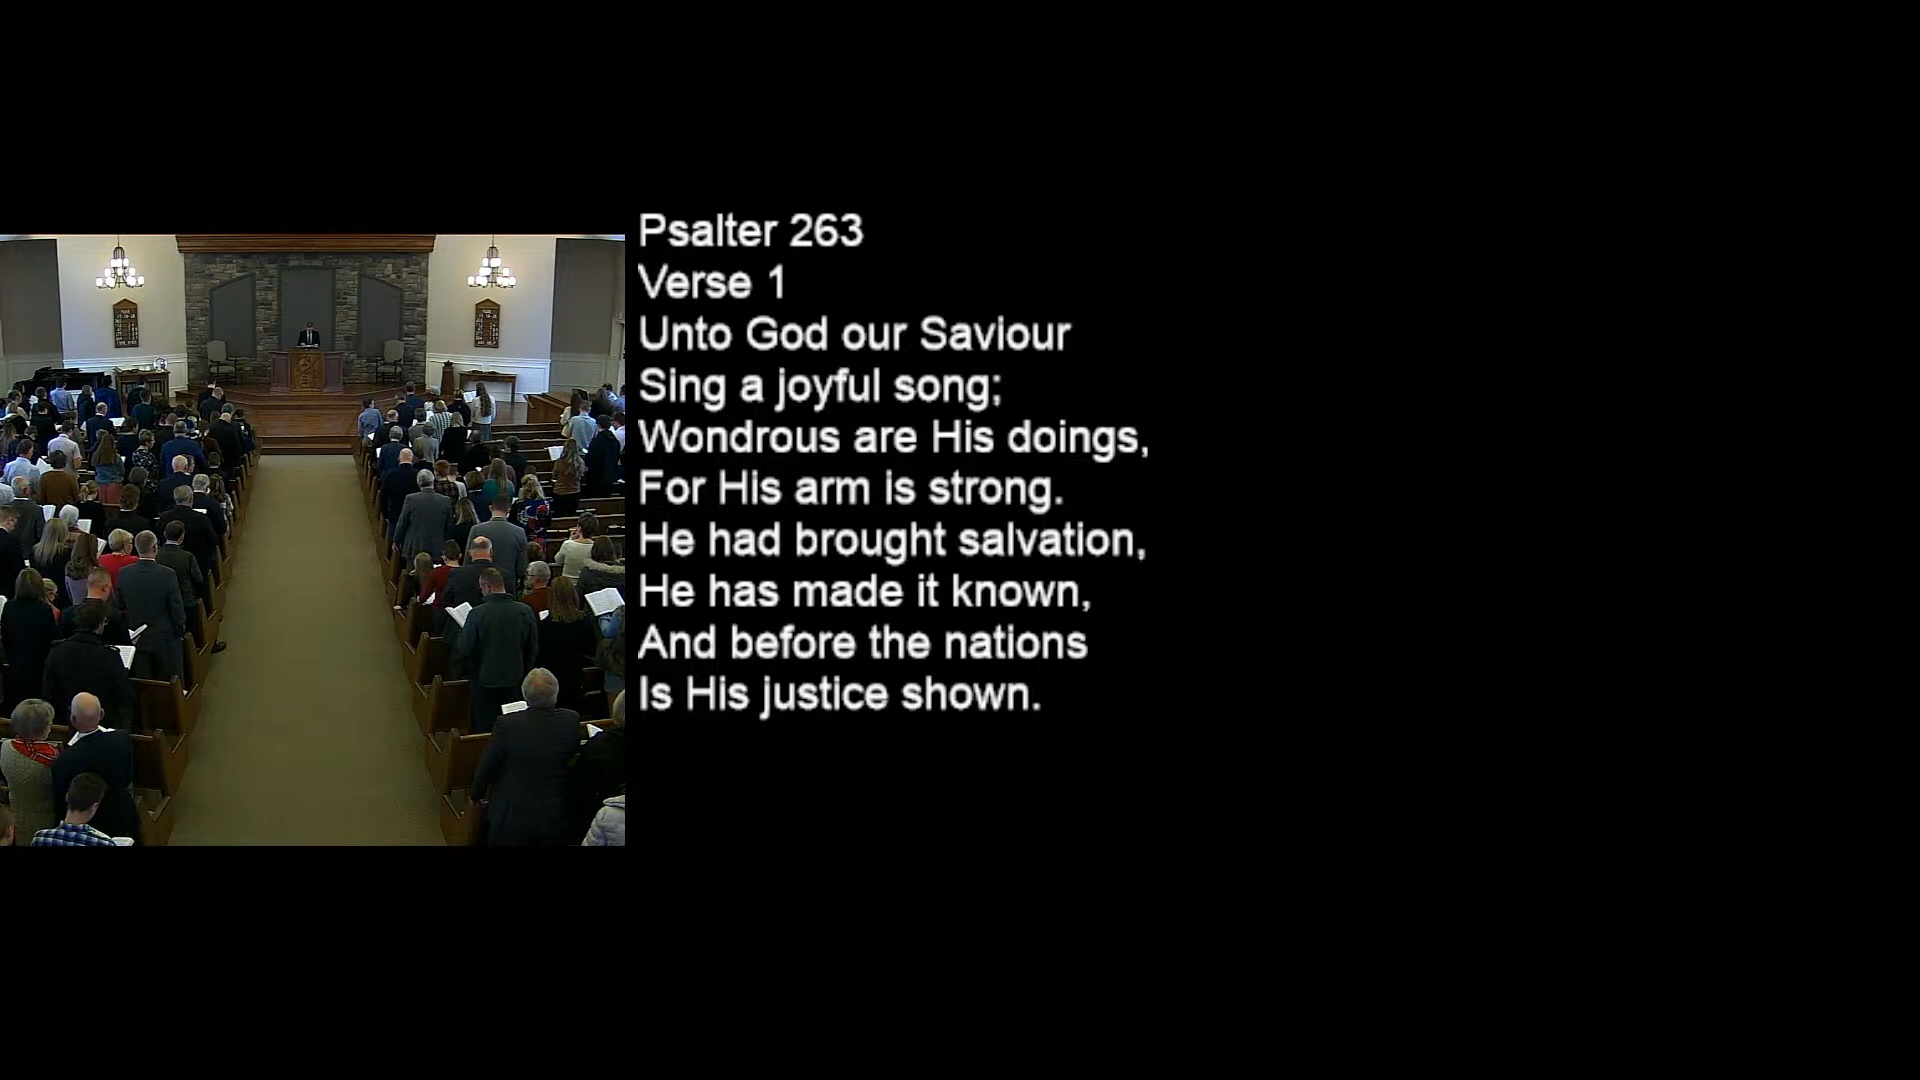 Psalter 263
Verse 1
Unto God our Saviour
Sing a joyful song;
Wondrous are His doings,
For His arm is strong.
He had brought salvation,
He has made it known,
And before the nations
Is His justice shown.